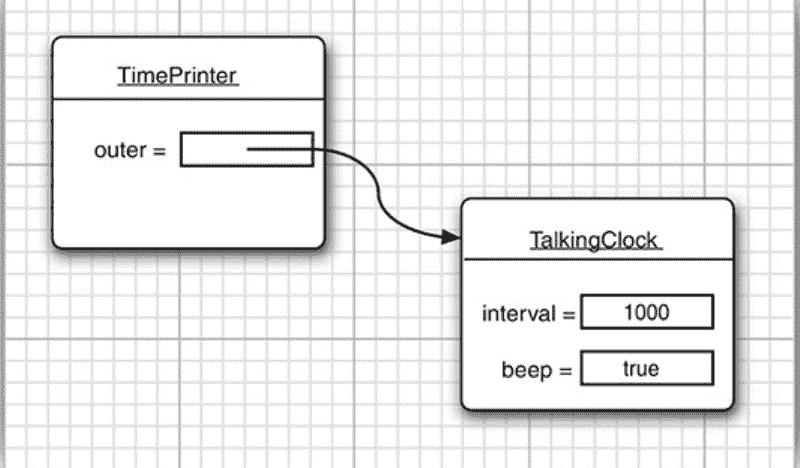 TimePrinter
outer =
TalkingClock
interval = 1000
beep = true